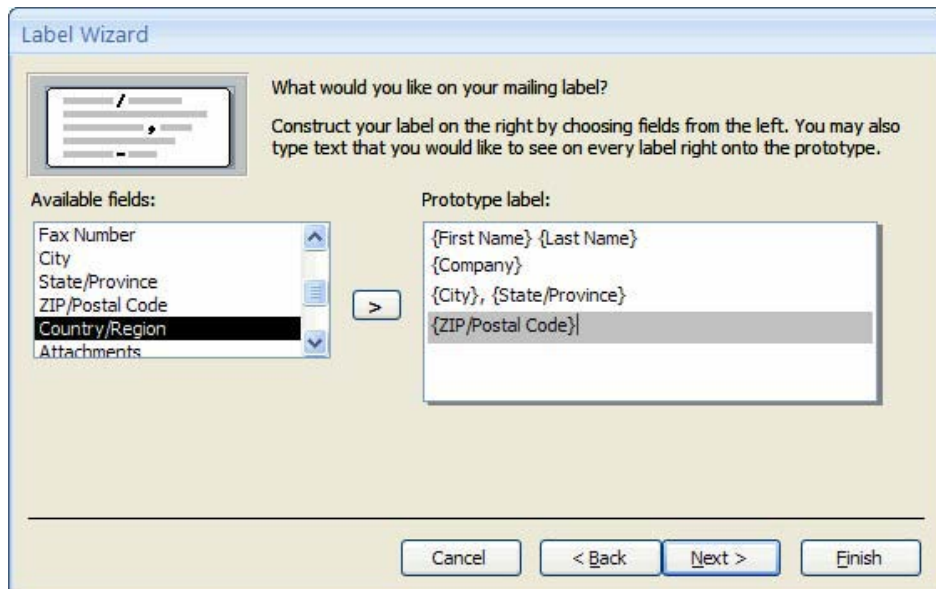 Label Wizard
What would you like on your mailing label?
Construct your label on the right by choosing fields from the left. You may also
type text that you would like to see on every label right onto the prototype.
Available fields:
Fax Number
City
State/Province
ZIP/Postal Code
Country/Region
Attachments
>
Prototype label:
{First Name} {Last Name}
{Company}
{City}, {State/Province}
{ZIP/Postal Code}
Cancel
< Back
Next >
Finish